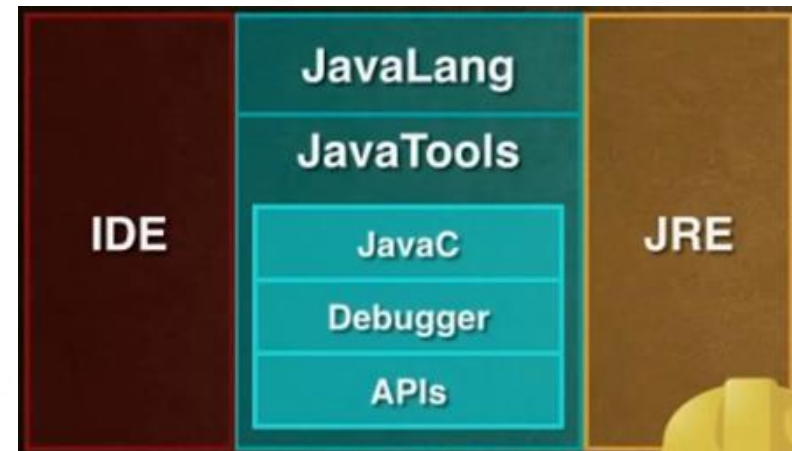 IDE
JavaLang
JavaTools
JavaC
Debugger
APIs
JRE